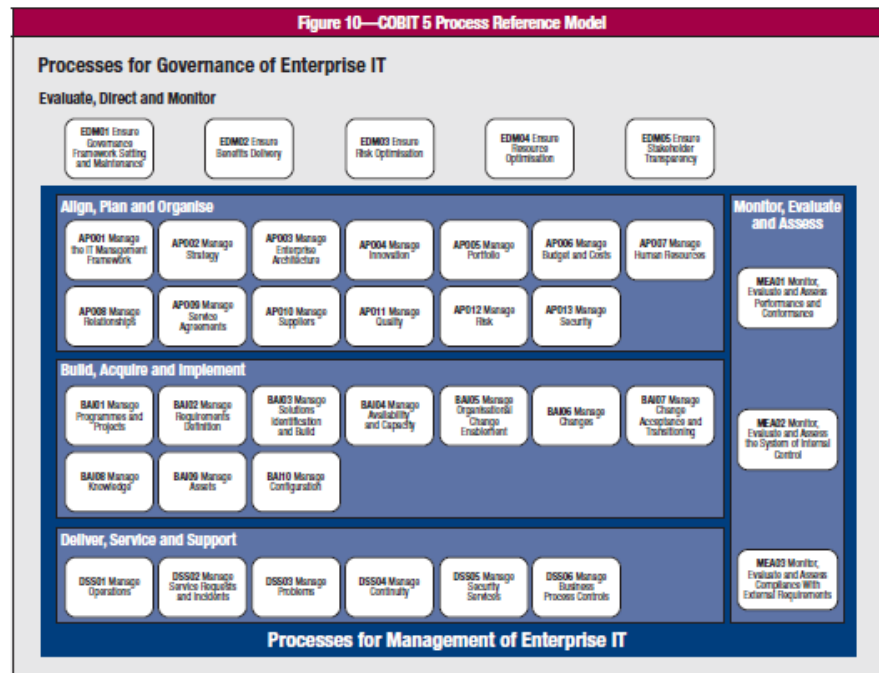 Figure 10—COBIT 5 Process Reference Model
Processes for Governance of Enterprise IT
Evaluate, Direct and Monitor
EDM01 Ensure
Governance
Framework Setting
and Maintenance
EDM02 Ensure
Benefits Delivery
EDM03 Ensure
Risk Optimisation
EDM04 Ensure
Resource
Optimisation
EDM05 Ensure
Stakeholder
Transparency
Align, Plan and Organise
APO01 Manage
the IT Management
Framework
APO02 Manage
Strategy
APO03 Manage
Enterprise
Architecture
APO04 Manage
Innovation
APO05 Manage
Portfolio
APO06 Manage
Budget and Costs
APO07 Manage
Human Resources
APO08 Manage
Relationships
APO09 Manage
Service
Agreements
APO10 Manage
Suppliers
APO11 Manage
Quality
APO12 Manage
Risk
APO13 Manage
Security
Build, Acquire and Implement
BAI01 Manage
Programmes and
Projects
BAI02 Manage
Requirements
Definition
BAI03 Manage
Solutions
Identification
and Build
BAI04 Manage
Availability
and Capacity
BAI05 Manage
Organisational
Change
Enablement
BAI06 Manage
Changes
BAI07 Manage
Change
Acceptance and
Transitioning
BAI08 Manage
Knowledge
BAI09 Manage
Assets
BAI10 Manage
Configuration
Deliver, Service and Support
DSS01 Manage
Operations
DSS02 Manage
Service Requests
and Incidents
DSS03 Manage
Problems
DSS04 Manage
Continuity
DSS05 Manage
Security
Services
DSS06 Manage
Business
Process Controls
Monitor, Evaluate
and Assess
MEA01 Monitor,
Evaluate and Assess
Performance and
Conformance
MEA02 Monitor,
Evaluate and Assess
the System of Internal
Control
MEA03 Monitor,
Evaluate and Assess
Compliance With
External Requirements
Processes for Management of Enterprise IT